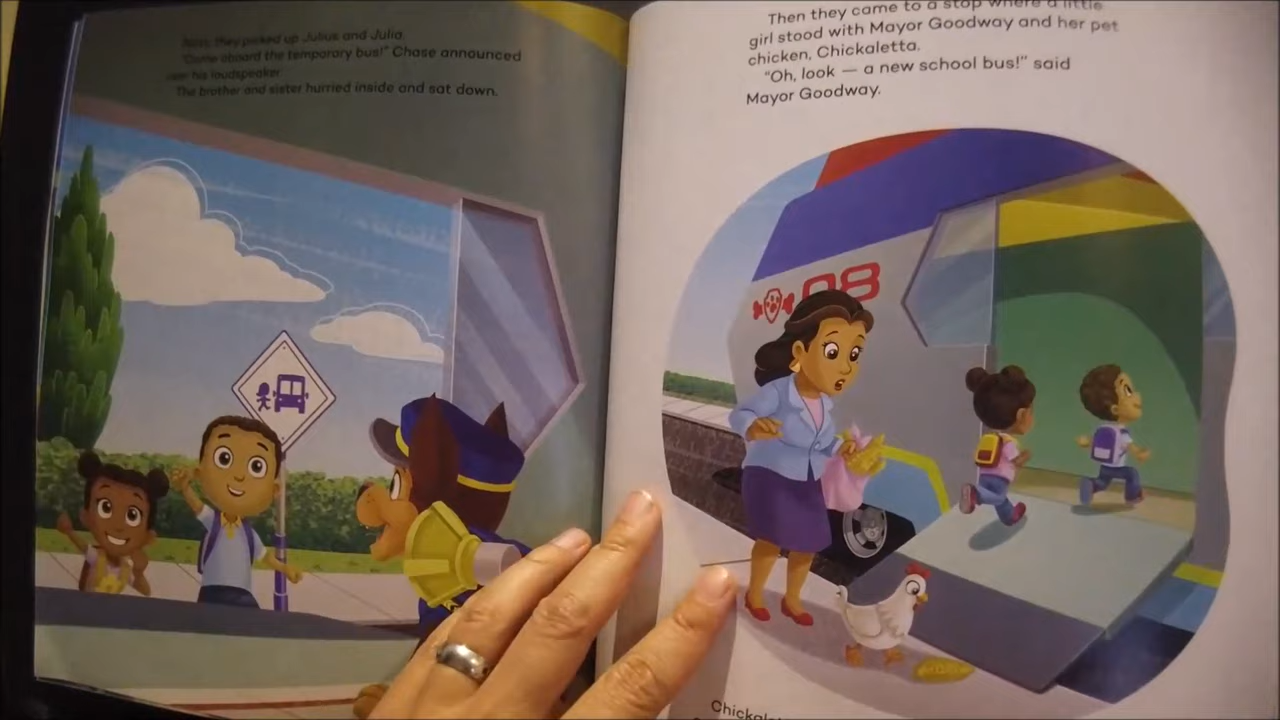 Next, they picked up Julius and Julia.
"Come aboard the temporary bus!" Chase announced
over his loudspeaker.
The brother and sister hurried inside and sat down.
Then they came to a stop where a little
girl stood with Mayor Goodway and her pet
chicken, Chickaletta.
"Oh, look — a new school bus!" said
Mayor Goodway.
08